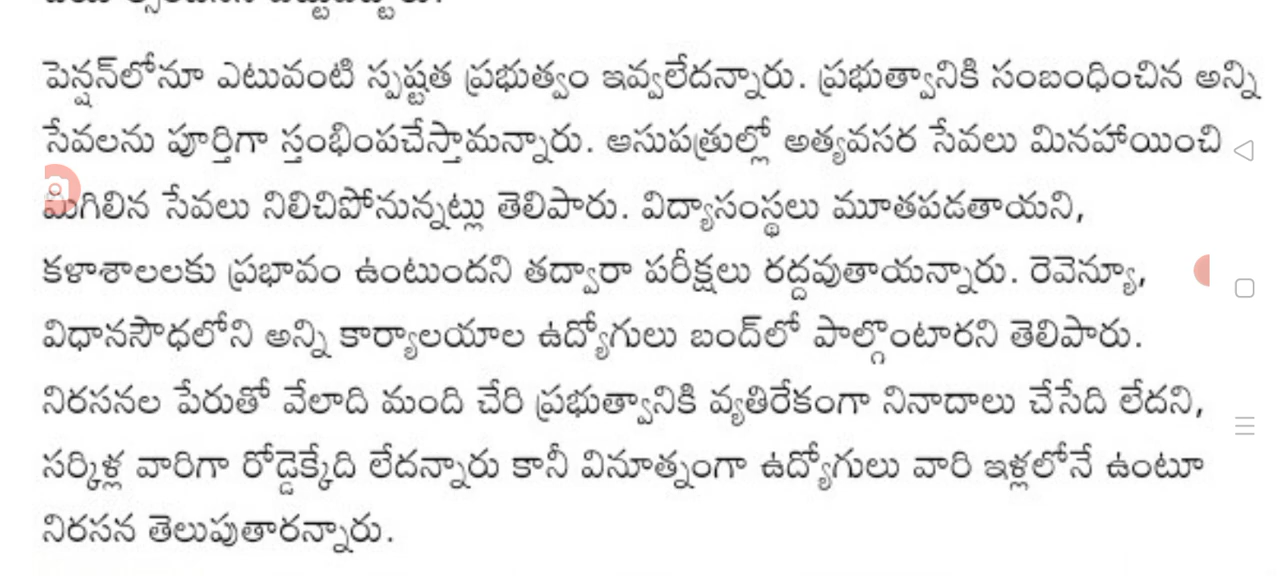 పెన్షన్‌లోనూ ఎటువంటి స్పష్టత ప్రభుత్వం ఇవ్వలేదన్నారు. ప్రభుత్వానికి సంబంధించిన అన్ని
సేవలను పూర్తిగా స్తంభింపచేస్తామన్నారు. ఆసుపత్రుల్లో అత్యవసర సేవలు మినహాయించి
మిగిలిన సేవలు నిలిచిపోనున్నట్లు తెలిపారు. విద్యాసంస్థలు మూతపడతాయని,
కళాశాలలకు ప్రభావం ఉంటుందని తద్వారా పరీక్షలు రద్దవుతాయన్నారు. రెవెన్యూ,
విధానసౌధలోని అన్ని కార్యాలయాల ఉద్యోగులు బంద్‌లో పాల్గొంటారని తెలిపారు.
నిరసనల పేరుతో వేలాది మంది చేరి ప్రభుత్వానికి వ్యతిరేకంగా నినాదాలు చేసేది లేదని,
సర్కిళ్ల వారిగా రోడ్డెక్కేది లేదన్నారు కానీ వినూత్నంగా ఉద్యోగులు వారి ఇళ్లలోనే ఉంటూ
నిరసన తెలుపుతారన్నారు.